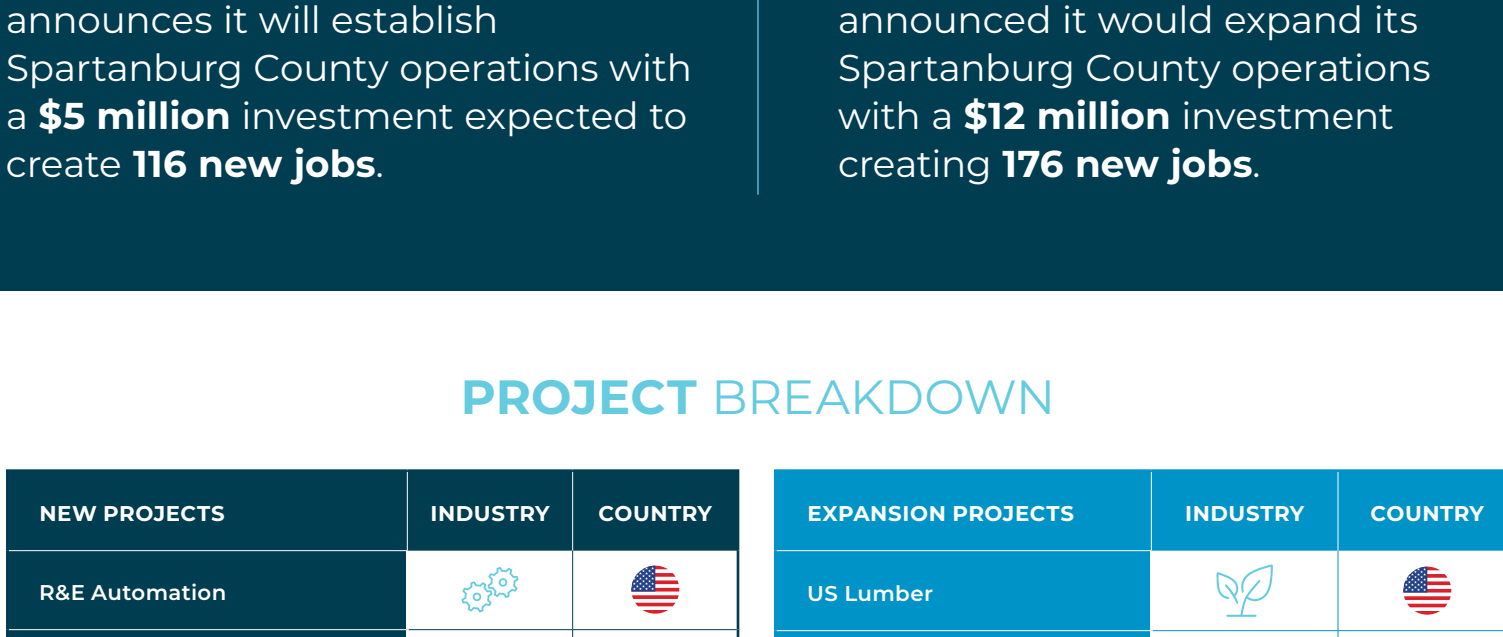 announces it will establish
Spartanburg County operations with
a $5 million investment expected to
create 116 new jobs.
announced it would expand its
Spartanburg County operations
with a $12 million investment
creating 176 new jobs.
PROJECT BREAKDOWN
NEW PROJECTS INDUSTRY COUNTRY
R&E Automation
EXPANSION PROJECTS INDUSTRY COUNTRY
US Lumber